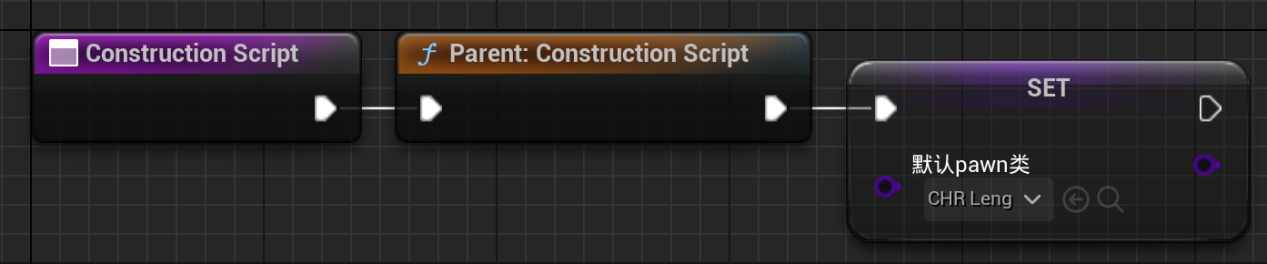 Construction Script
f Parent: Construction Script
SET
默认pawn类
CHR Leng